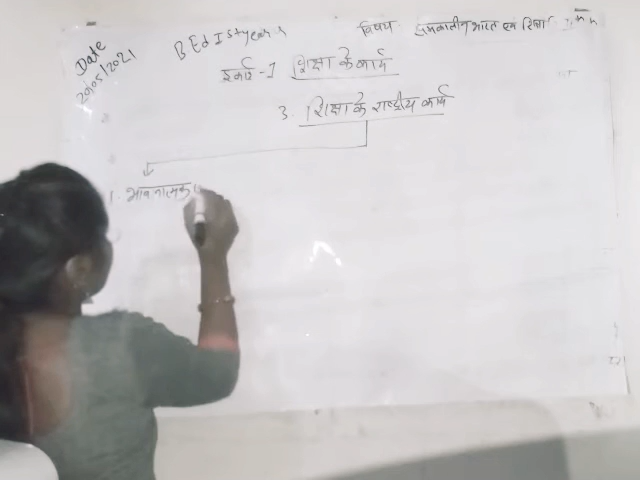 Date
20/05/2021
B Ed I st year
विषय समकालीन भारत एवं शिक्षा
इकाई -1 शिक्षा के कार्य
3. शिक्षा के राष्ट्रीय कार्य
1. भावनात्मक